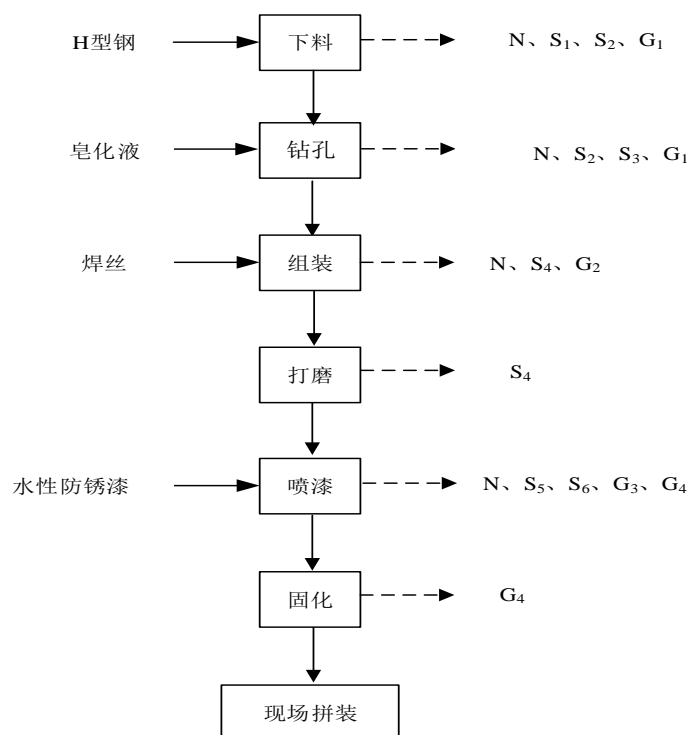 H型钢 下料 N、S₁、S₂、G₁
皂化液 钻孔 N、S₂、S₃、G₁
焊丝 组装 N、S₄、G₂
打磨 S₄
水性防锈漆 喷漆 N、S₅、S₆、G₃、G₄
固化 G₄
现场拼装